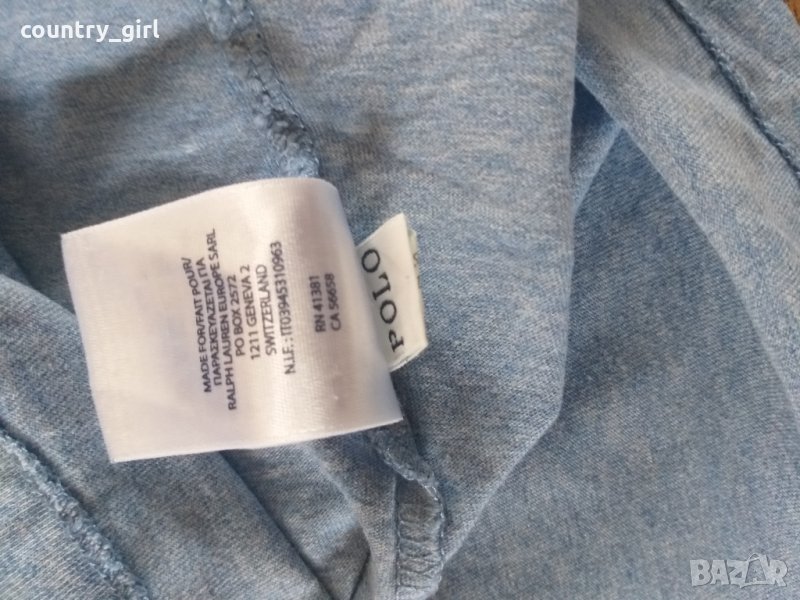 country_girl
MADE FOR/FAIT POUR/
ΠΑΡΑΣΚΕΥΑΖΕΤΑΙ ΓΙΑ
RALPH LAUREN EUROPE SARL
PO BOX 2572
1211 GENEVA 2
SWITZERLAND
N.I.F.: IT03945310963
RN 41381
CA 56658
POLO
BAZAR